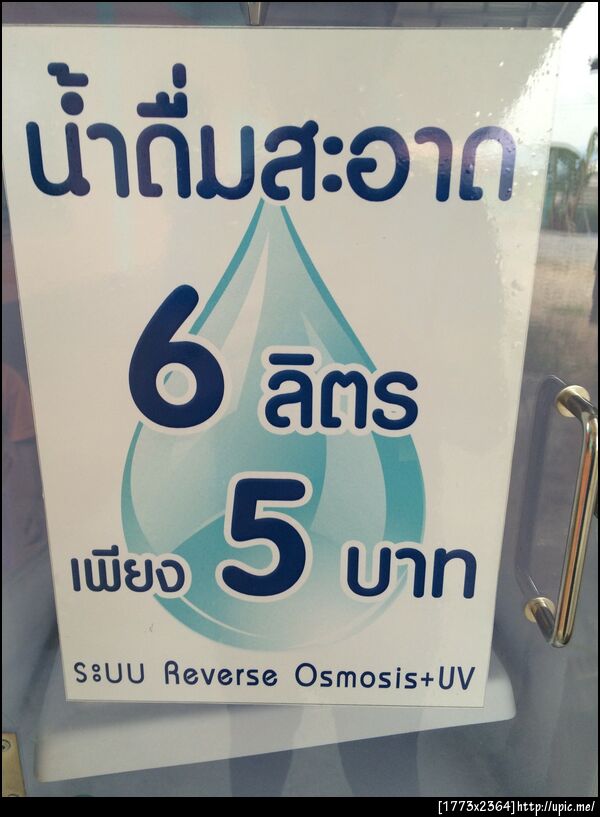 น้ำดื่มสะอาด
6 ลิตร
เพียง 5 บาท
ระบบ Reverse Osmosis+UV
[1773x2364]http://upic.me/